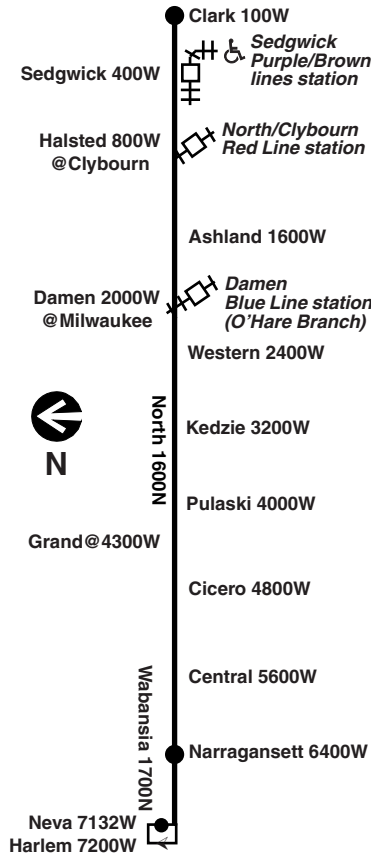 Clark 100W
Sedgwick
Purple/Brown
lines station
Sedgwick 400W
North/Clybourn
Red Line station
Halsted 800W
@Clybourn
Ashland 1600W
Damen
Blue Line station
(O'Hare Branch)
Damen 2000W
@Milwaukee
Western 2400W
N
North 1600N
Kedzie 3200W
Pulaski 4000W
Grand@4300W
Cicero 4800W
Central 5600W
Wabansia 1700N
Narragansett 6400W
Neva 7132W
Harlem 7200W